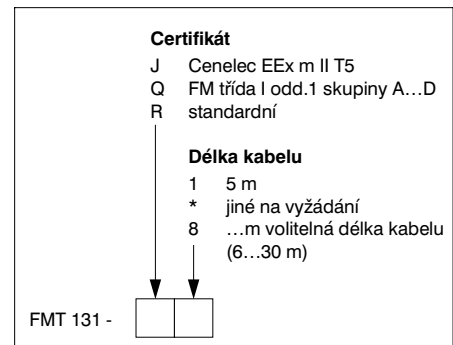 Certifikát
J Cenelec EEx m II T5
Q FM třída I odd.1 skupiny A…D
R standardní
Délka kabelu
1 5 m
* jiné na vyžádání
8 …m volitelná délka kabelu
(6…30 m)
FMT 131 -